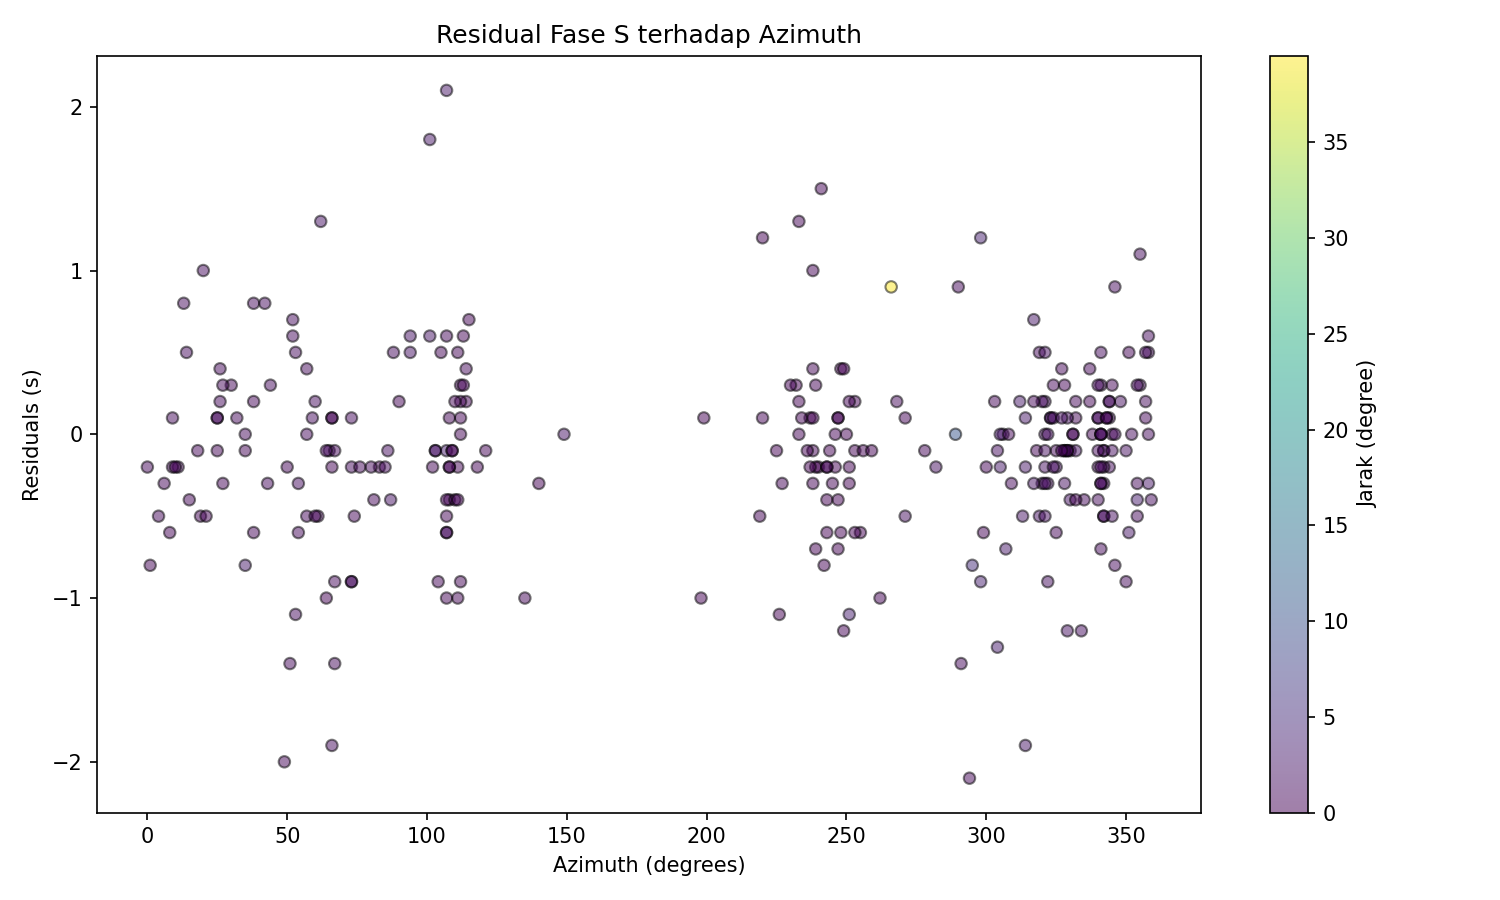 Residual Fase S terhadap Azimuth
Residuals (s)
2
1
0
−1
−2
0 50 100 150 200 250 300 350
Azimuth (degrees)
35
30
25
20
15
10
5
0
Jarak (degree)